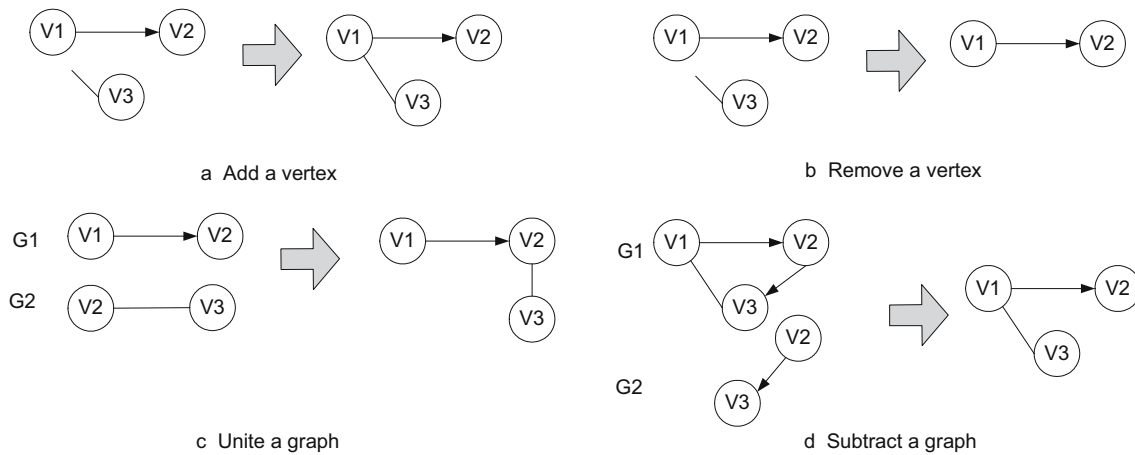 V1 V2 V1 V2
V3 V3
a Add a vertex
V1 V2 V1 V2
V3
b Remove a vertex
G1 V1 V2 V1 V2
G2 V2 V3 V3
c Unite a graph
G1 V1 V2
V3 V1 V2
V2 V3
G2 V3
d Subtract a graph